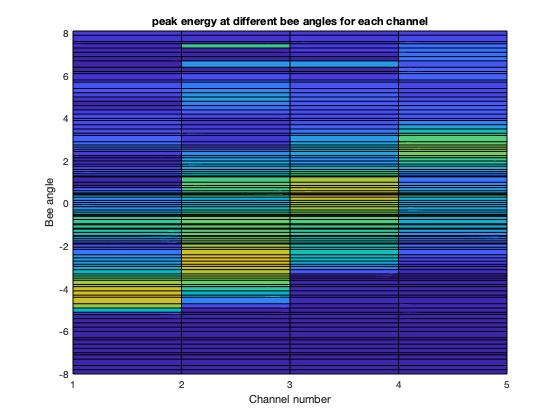 peak energy at different bee angles for each channel
8
6
4
2
0
-2
-4
-6
-8
Bee angle
1 2 3 4 5
Channel number